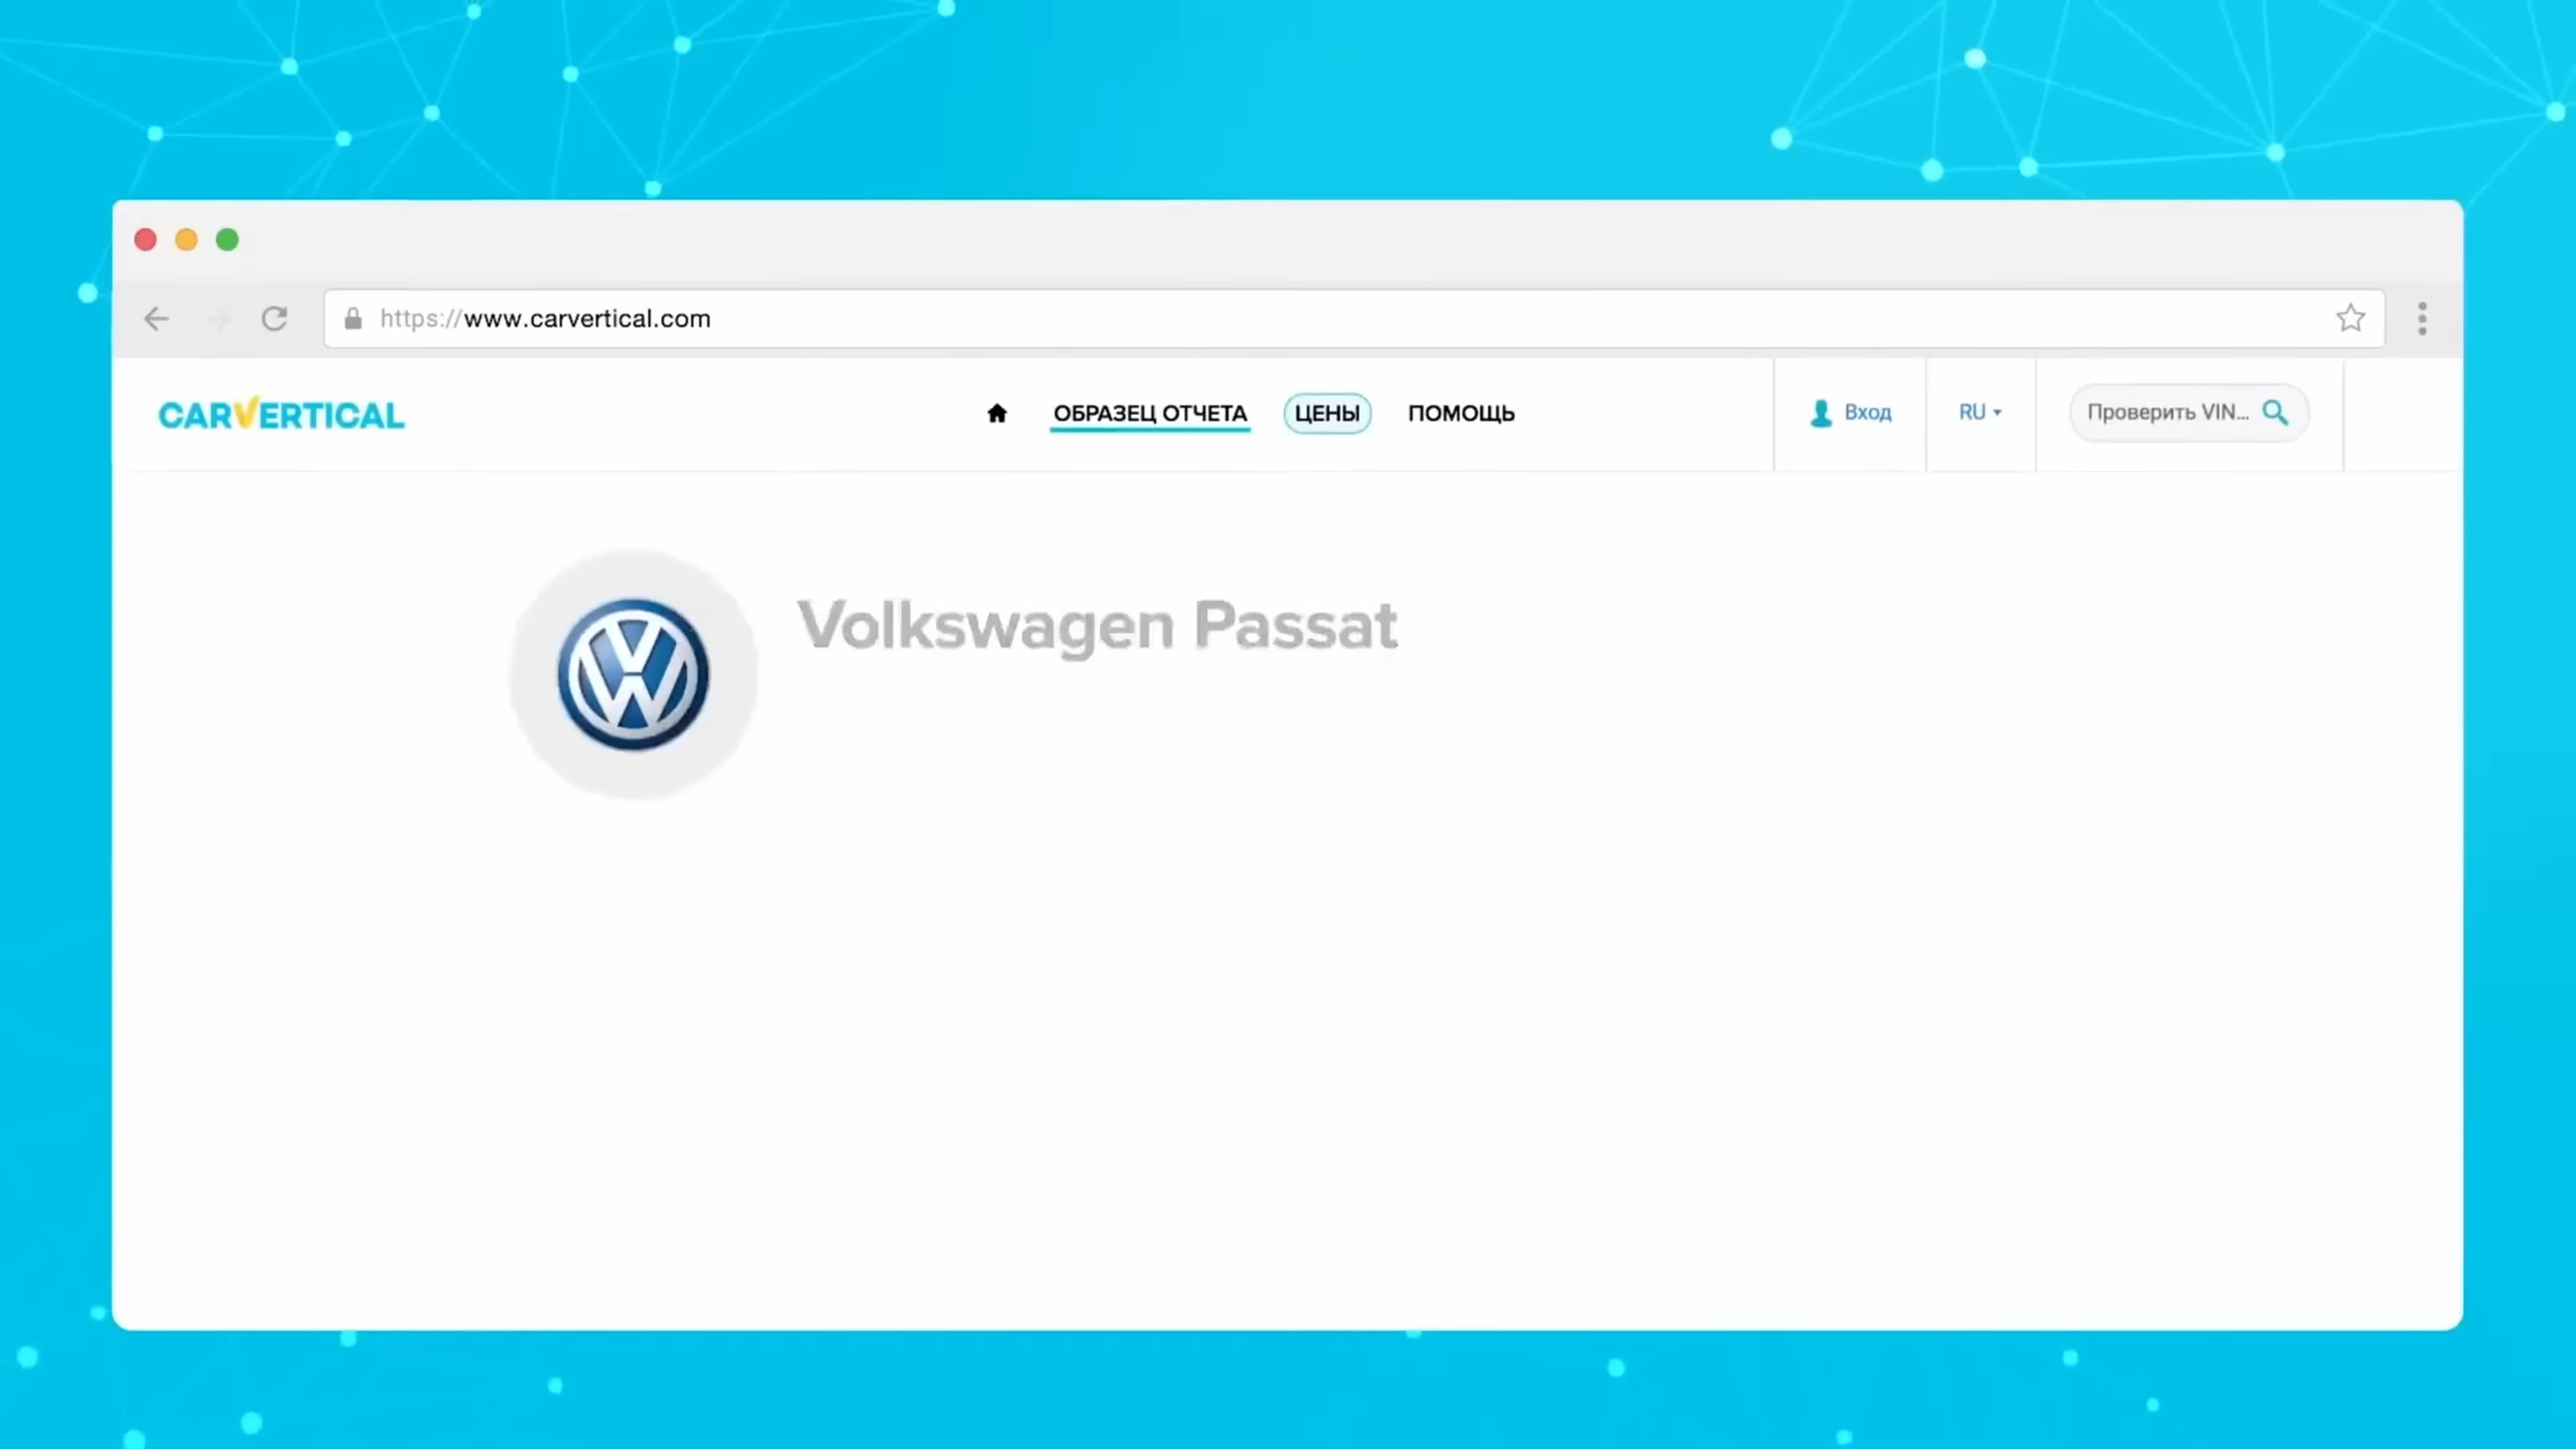 https://www.carvertical.com
CARVERTICAL
ОБРАЗЕЦ ОТЧЕТА
ЦЕНЫ
ПОМОЩЬ
Вход
RU
Проверить VIN...
Volkswagen Passat